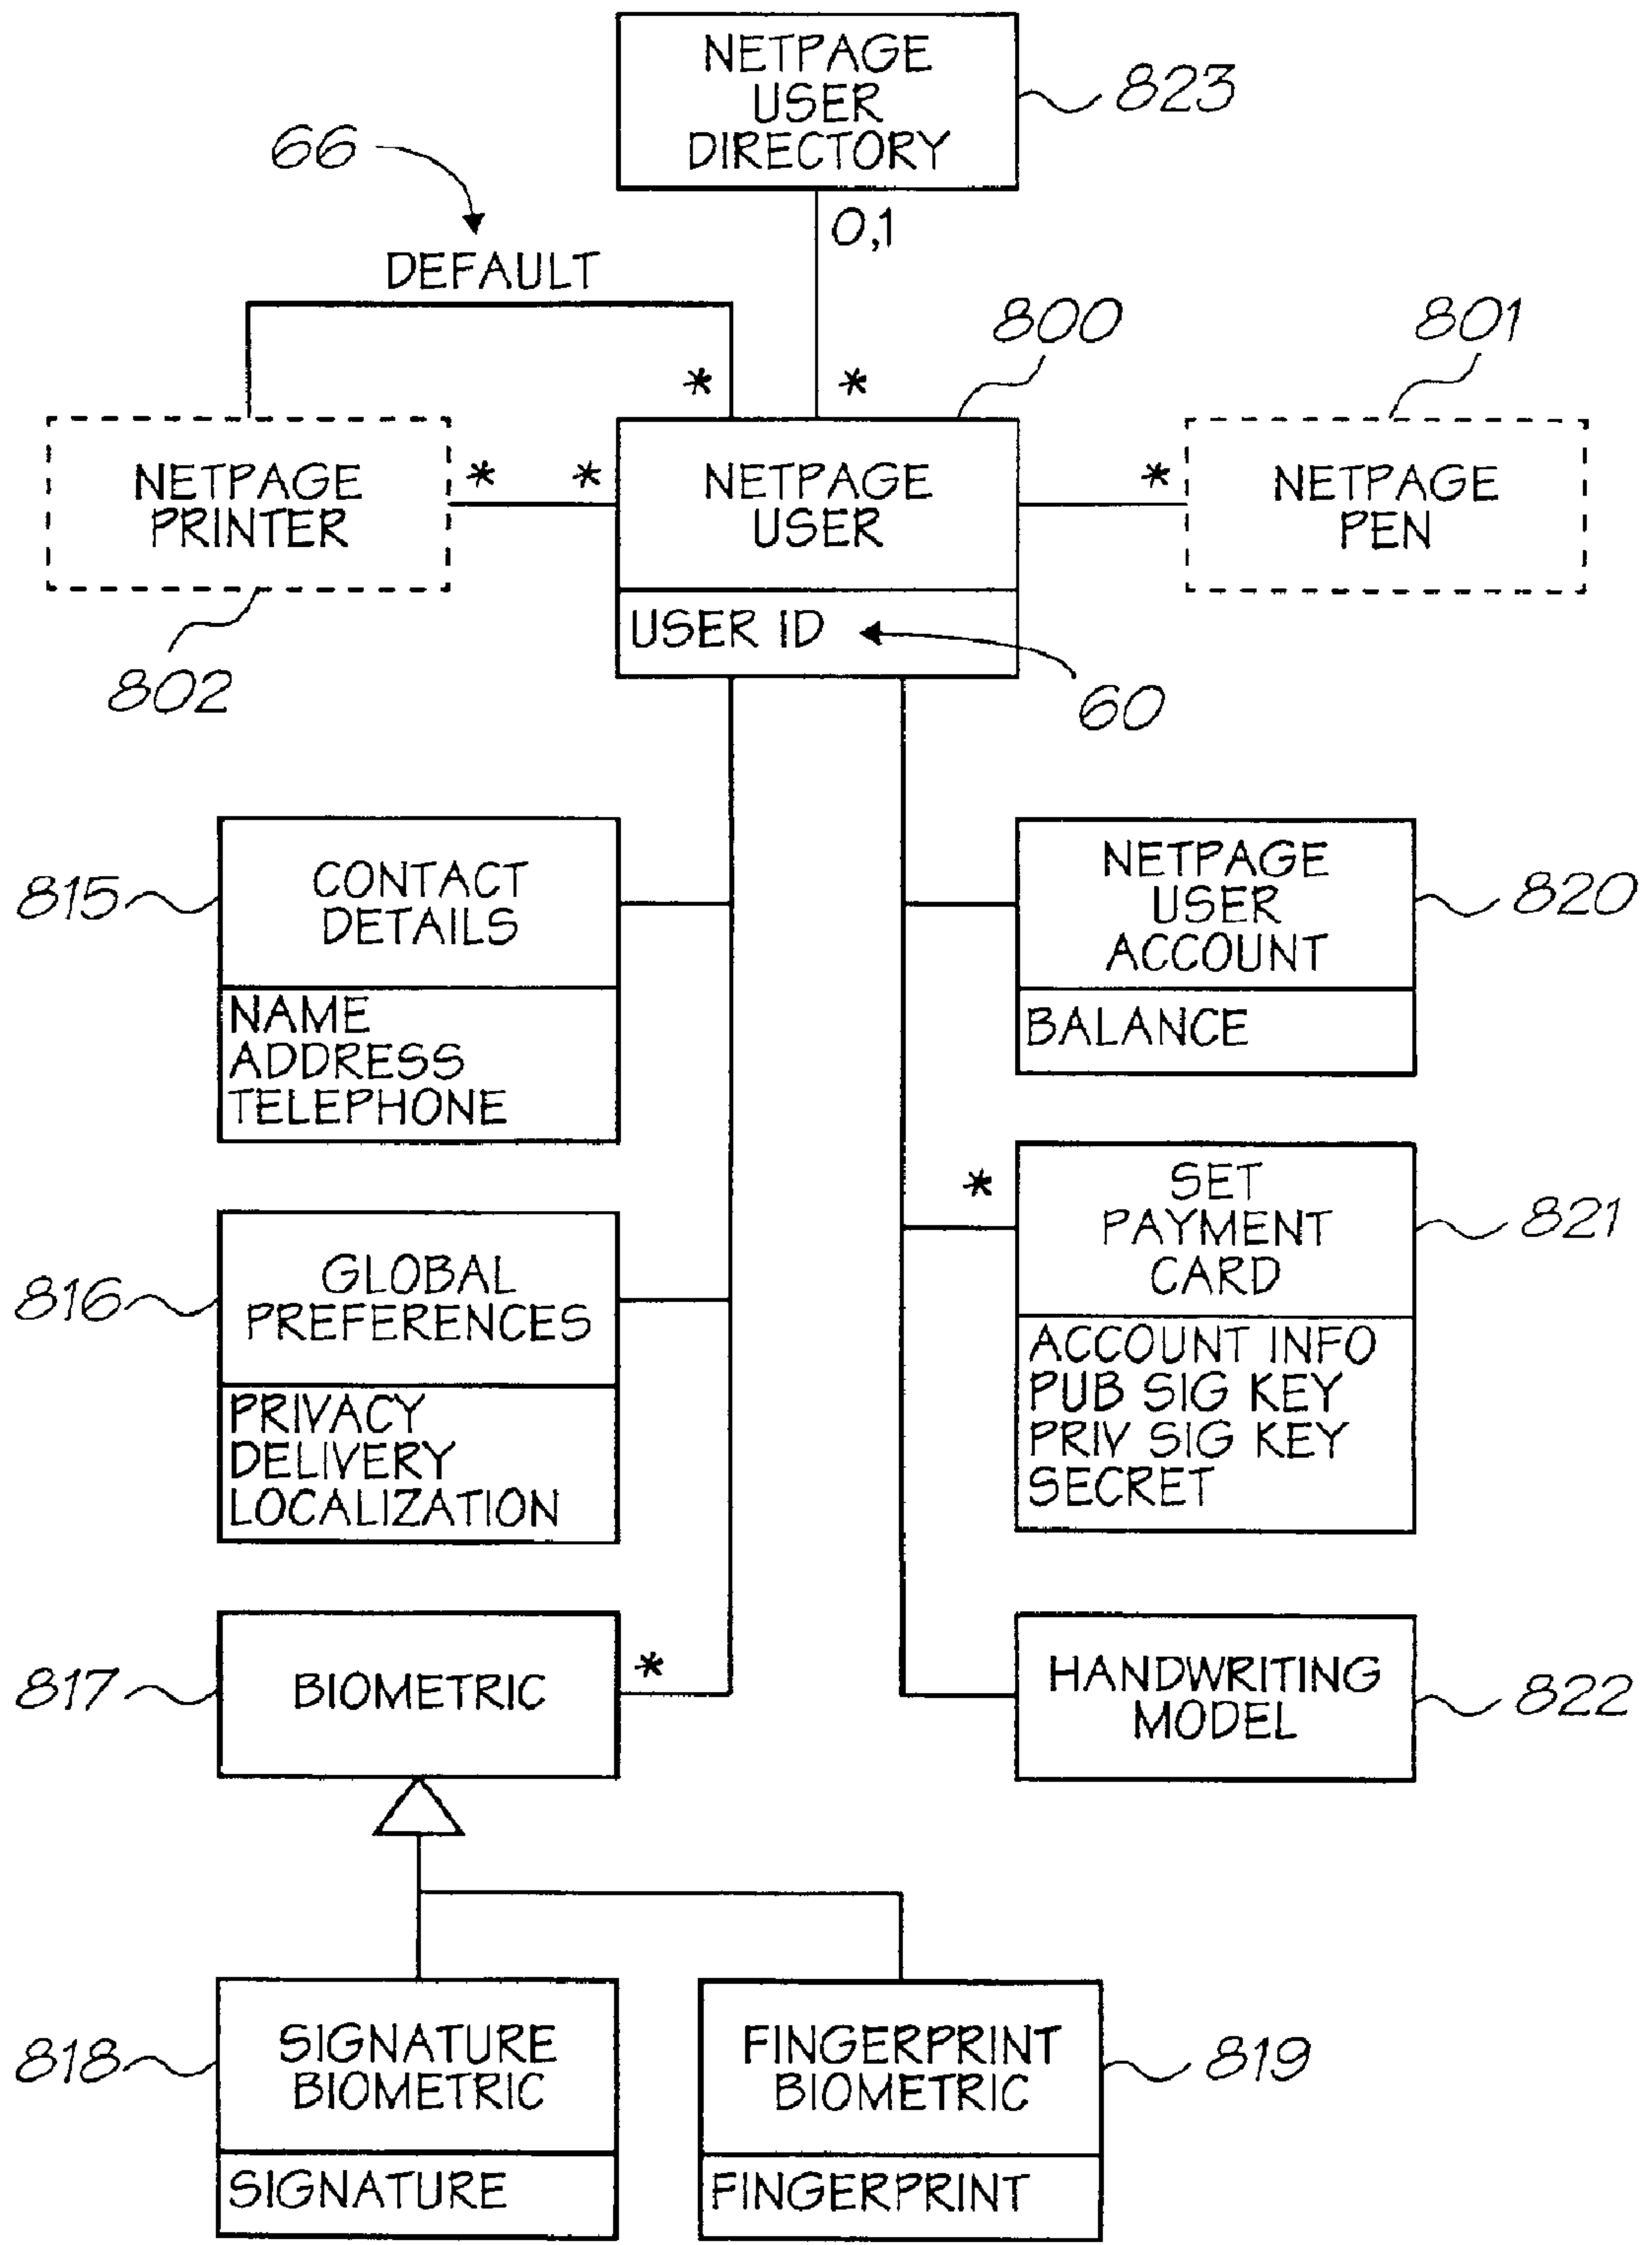 NETPAGE
USER
DIRECTORY
823
66
0,1
DEFAULT
800
801
*
*
NETPAGE
PRINTER
*
*
NETPAGE
USER
*
NETPAGE
PEN
USER ID
802
60
815
CONTACT
DETAILS
NAME
ADDRESS
TELEPHONE
NETPAGE
USER
ACCOUNT
820
BALANCE
*
SET
PAYMENT
CARD
821
ACCOUNT INFO
PUB SIG KEY
PRIV SIG KEY
SECRET
816
GLOBAL
PREFERENCES
PRIVACY
DELIVERY
LOCALIZATION
817
BIOMETRIC
*
HANDWRITING
MODEL
822
818
SIGNATURE
BIOMETRIC
SIGNATURE
FINGERPRINT
BIOMETRIC
819
FINGERPRINT